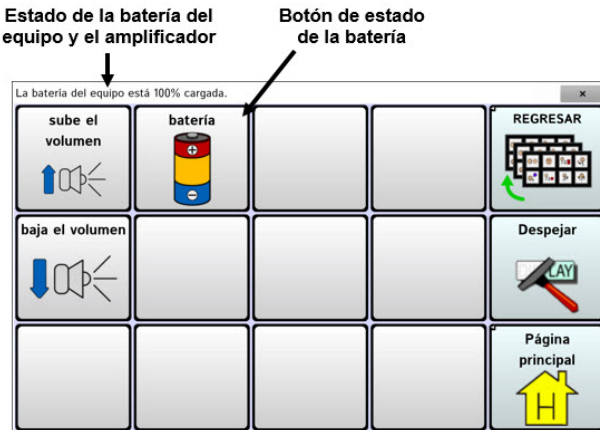 Estado de la batería del
equipo y el amplificador
Botón de estado
de la batería
La batería del equipo está 100% cargada.
×
sube el
volumen
batería
REGRESAR
baja el volumen
Despejar
LAY
Página
principal
H